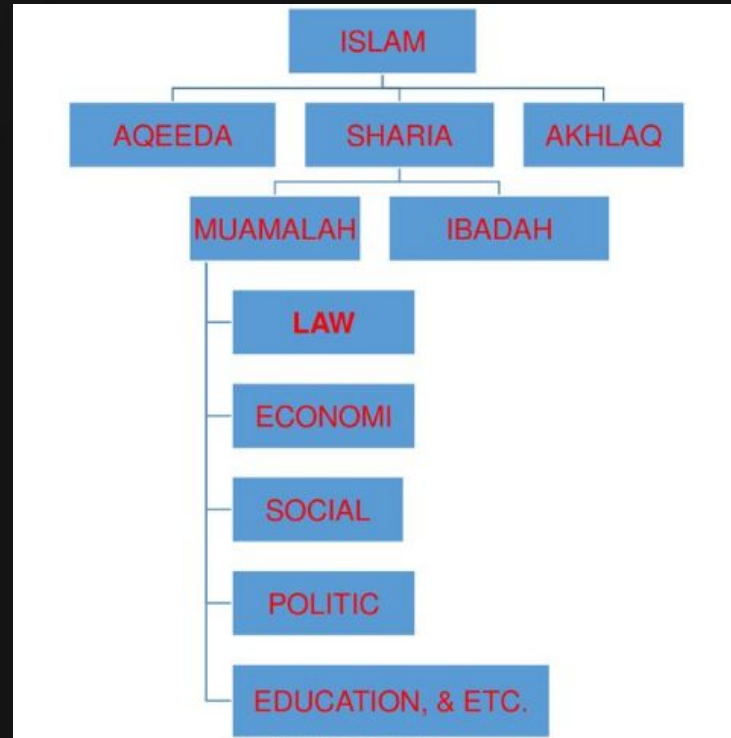 ISLAM
AQEEDA
SHARIA
AKHLAQ
MUAMALAH
IBADAH
LAW
ECONOMI
SOCIAL
POLITIC
EDUCATION, & ETC.